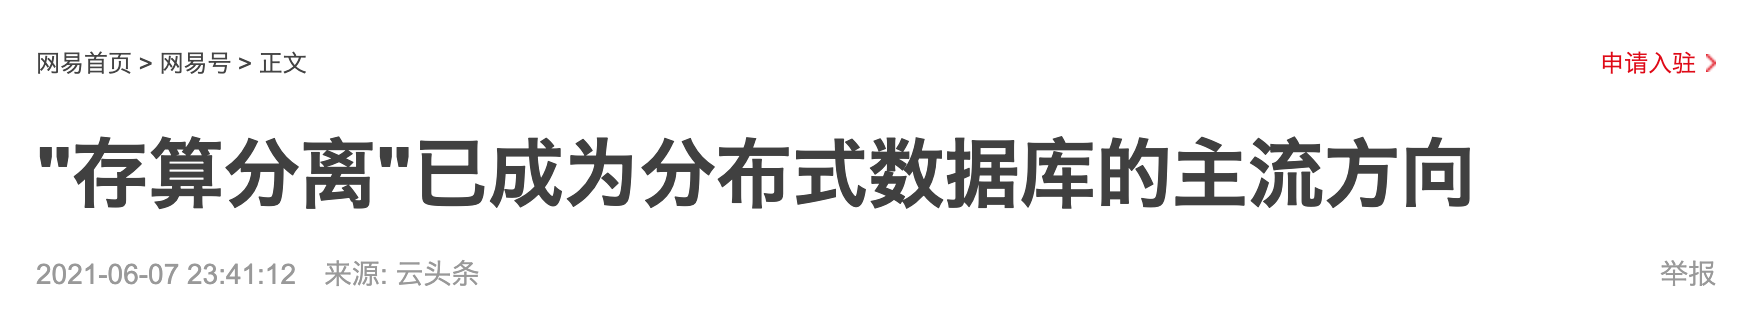 网易首页 > 网易号 > 正文 申请入驻 >
"存算分离"已成为分布式数据库的主流方向
2021-06-07 23:41:12 来源: 云头条 举报